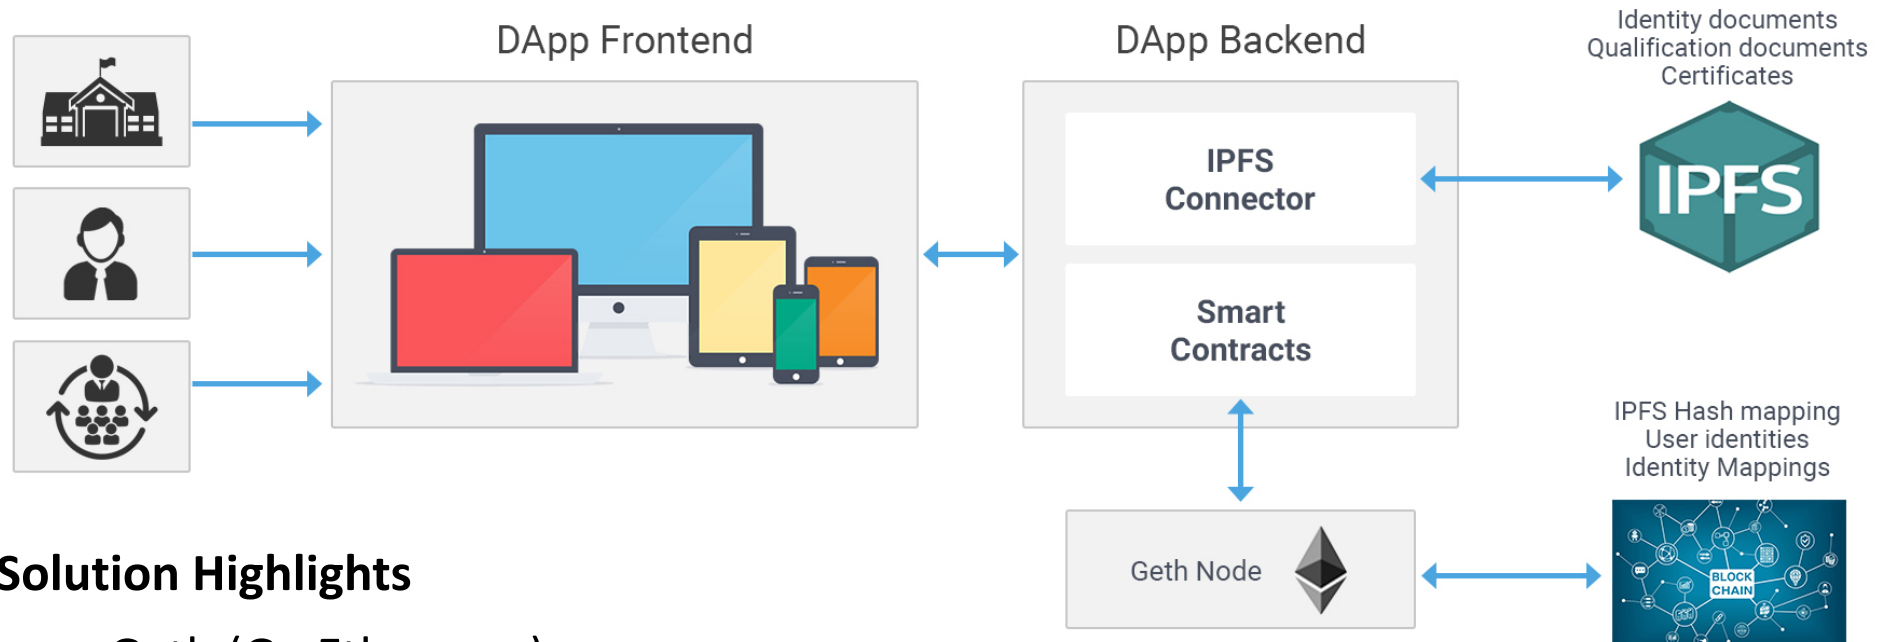 DApp Frontend
DApp Backend
Identity documents
Qualification documents
Certificates
IPFS
Connector
IPFS
Smart
Contracts
IPFS Hash mapping
User identities
Identity Mappings
Geth Node
BLOCK
CHAIN
Solution Highlights